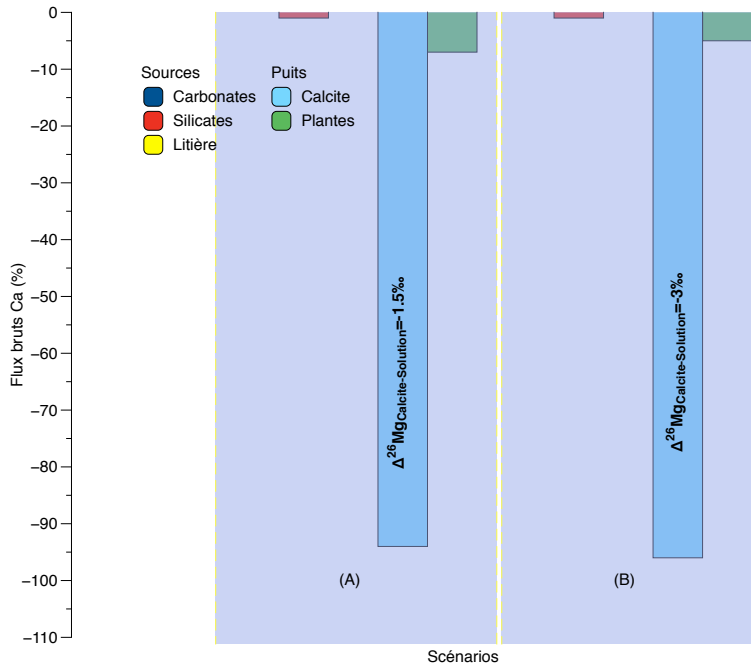 0
−10
−20
−30
−40
−50
−60
−70
−80
−90
−100
−110
Flux bruts Ca (%)
Sources Puits
Carbonates Calcite
Silicates Plantes
Litière
Δ²⁶MgCalcite-Solution=-1.5‰
Δ²⁶MgCalcite-Solution=-3‰
(A) (B)
Scénarios